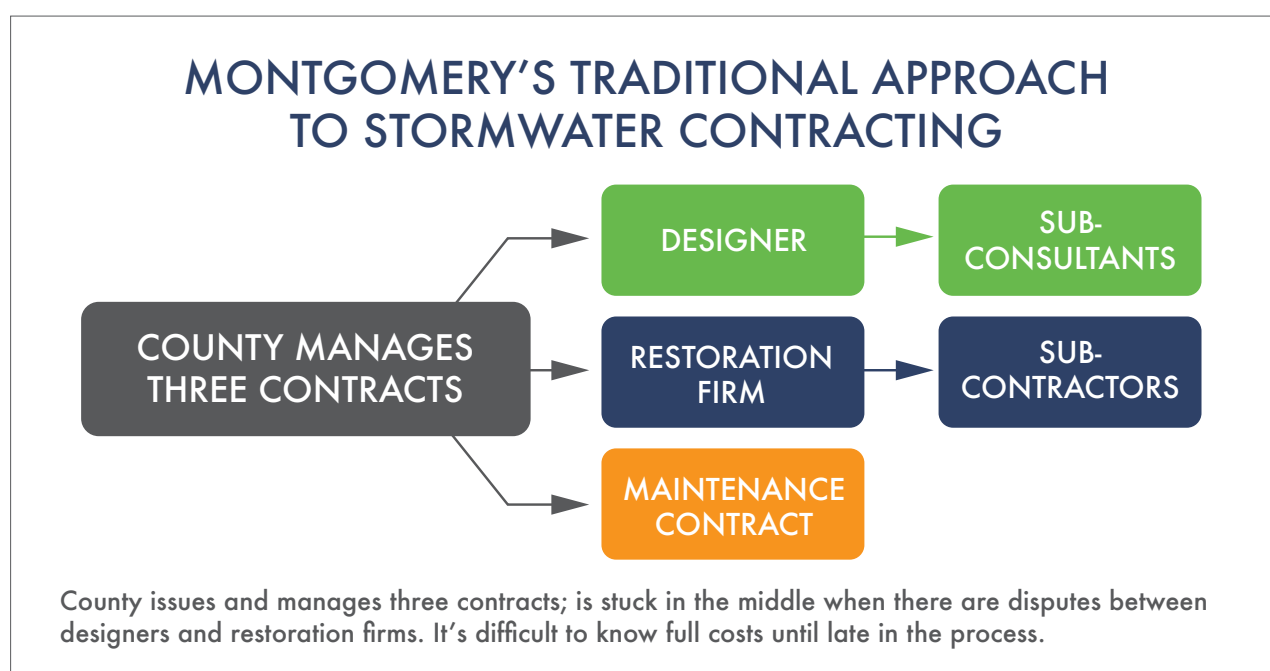 MONTGOMERY’S TRADITIONAL APPROACH
TO STORMWATER CONTRACTING
COUNTY MANAGES
THREE CONTRACTS
DESIGNER
SUB-
CONSULTANTS
RESTORATION
FIRM
SUB-
CONTRACTORS
MAINTENANCE
CONTRACT
County issues and manages three contracts; is stuck in the middle when there are disputes between
designers and restoration firms. It’s difficult to know full costs until late in the process.